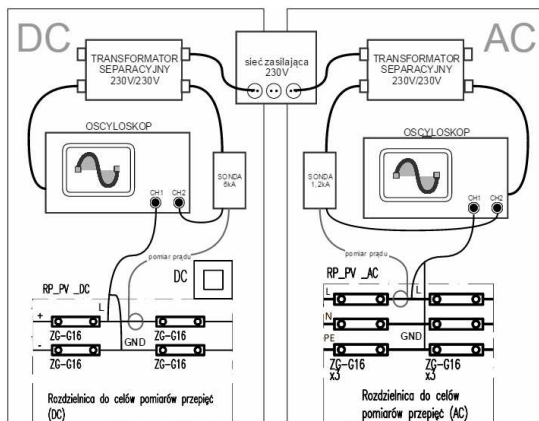 DC
TRANSFORMATOR
SEPARACYJNY
230V/230V
OSCYLOSKOP
CH1
CH2
SONDA
6kA
pomiar prądu
DC
RP_PV _DC
L
+
ZG-G16
ZG-G16
GND
-
ZG-G16
ZG-G16
Rozdzielnica do celów pomiarów przepięć
(DC)
sieć zasilająca
230V
AC
TRANSFORMATOR
SEPARACYJNY
230V/230V
OSCYLOSKOP
CH1
CH2
SONDA
1,2kA
pomiar prądu
RP_PV _AC
L
L
N
PE
GND
ZG-G16
x3
ZG-G16
x3
Rozdzielnica do celów
pomiarów przepięć (AC)